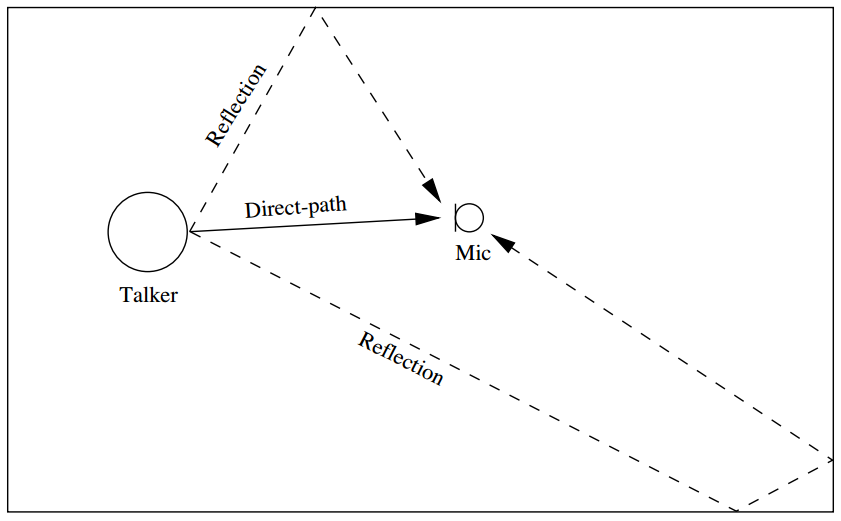 Reflection
Direct-path
Mic
Talker
Reflection